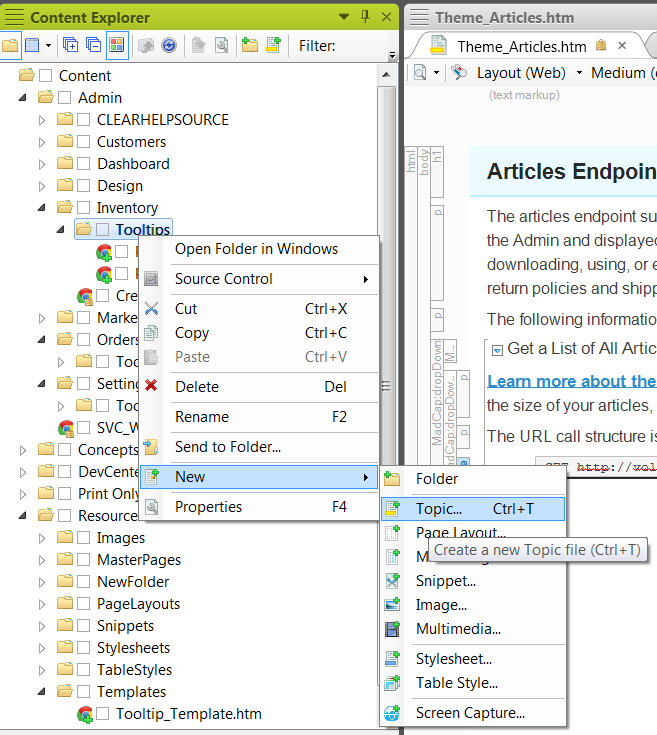 Content Explorer
Filter:
Content
Admin
CLEARHELPSOURCE
Customers
Dashboard
Design
Inventory
Tooltips
Cre
Marke
Orders
Too
Setting
Too
SVC_W
Concepts
DevCente
Print Only
Resource
Images
MasterPages
NewFolder
PageLayouts
Snippets
Stylesheets
TableStyles
Templates
Tooltip_Template.htm
Open Folder in Windows
Source Control
Cut Ctrl+X
Copy Ctrl+C
Paste Ctrl+V
Delete Del
Rename F2
Send to Folder...
New
Properties F4
Folder
Topic... Ctrl+T
Page Layout...
Create a new Topic file (Ctrl+T)
Snippet...
Image...
Multimedia...
Stylesheet...
Table Style...
Screen Capture...
Theme_Articles.htm
Theme_Articles.htm
Layout (Web) Medium (
(text markup)
html
body
h1
p
p
MadCap:dropDown
M...
MadCap:dropDow...
p
Articles Endpoin
The articles endpoint su
the Admin and displayed
downloading, using, or e
return policies and shipp
The following informatio
Get a List of All Artic
Learn more about the
the size of your articles,
The URL call structure is